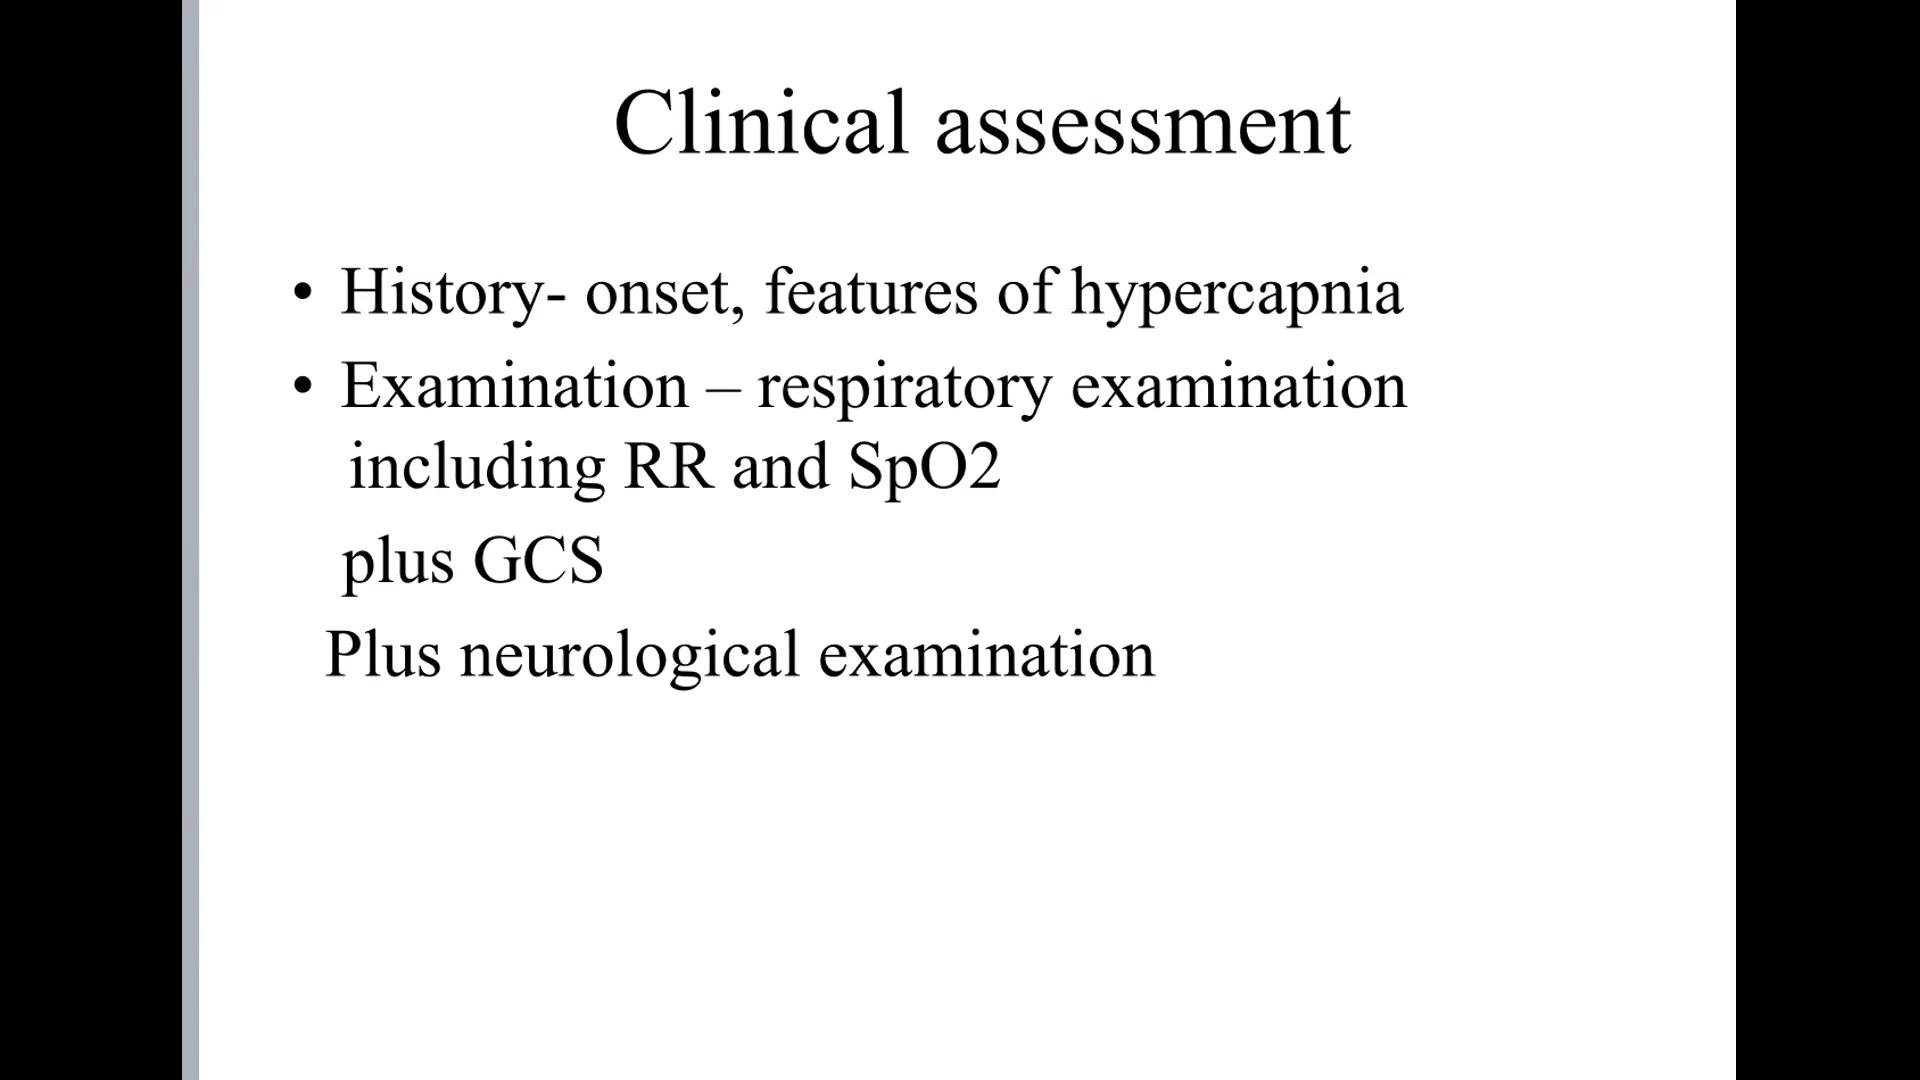 Clinical assessment
• History- onset, features of hypercapnia
• Examination – respiratory examination
including RR and SpO2
plus GCS
Plus neurological examination